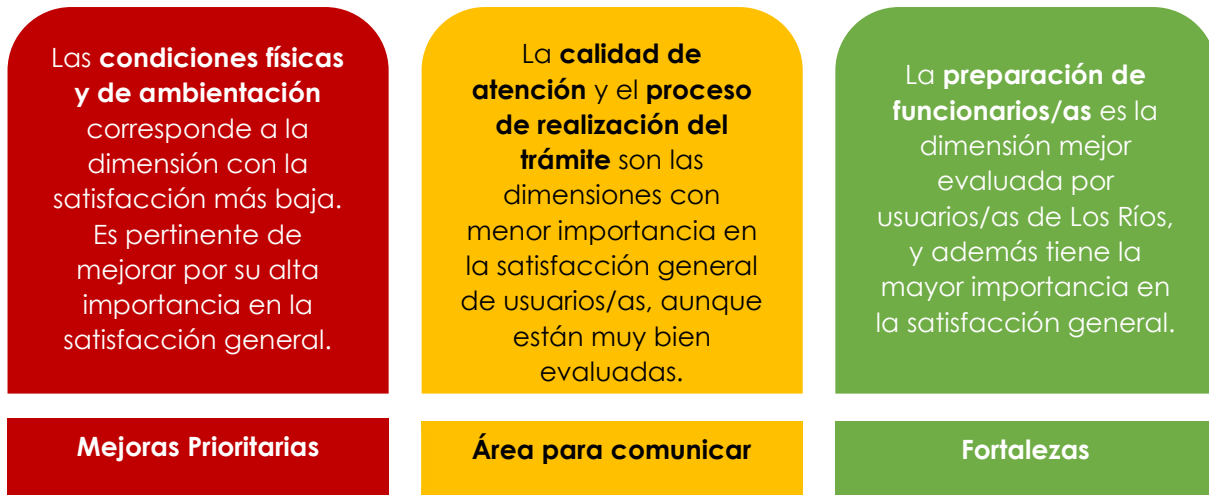 Las condiciones físicas
y de ambientación
corresponde a la
dimensión con la
satisfacción más baja.
Es pertinente de
mejorar por su alta
importancia en la
satisfacción general.
Mejoras Prioritarias
La calidad de
atención y el proceso
de realización del
trámite son las
dimensiones con
menor importancia en
la satisfacción general
de usuarios/as, aunque
están muy bien
evaluadas.
Área para comunicar
La preparación de
funcionarios/as es la
dimensión mejor
evaluada por
usuarios/as de Los Ríos,
y además tiene la
mayor importancia en
la satisfacción general.
Fortalezas